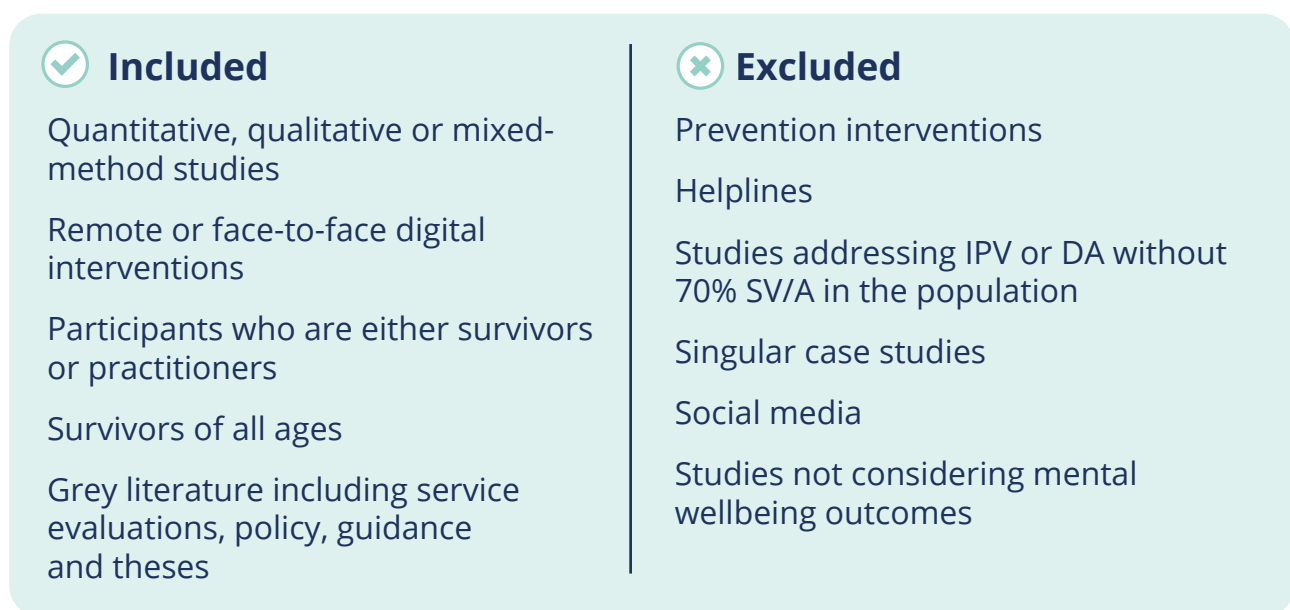 Included
Quantitative, qualitative or mixed-
method studies
Remote or face-to-face digital
interventions
Participants who are either survivors
or practitioners
Survivors of all ages
Grey literature including service
evaluations, policy, guidance
and theses
Excluded
Prevention interventions
Helplines
Studies addressing IPV or DA without
70% SV/A in the population
Singular case studies
Social media
Studies not considering mental
wellbeing outcomes